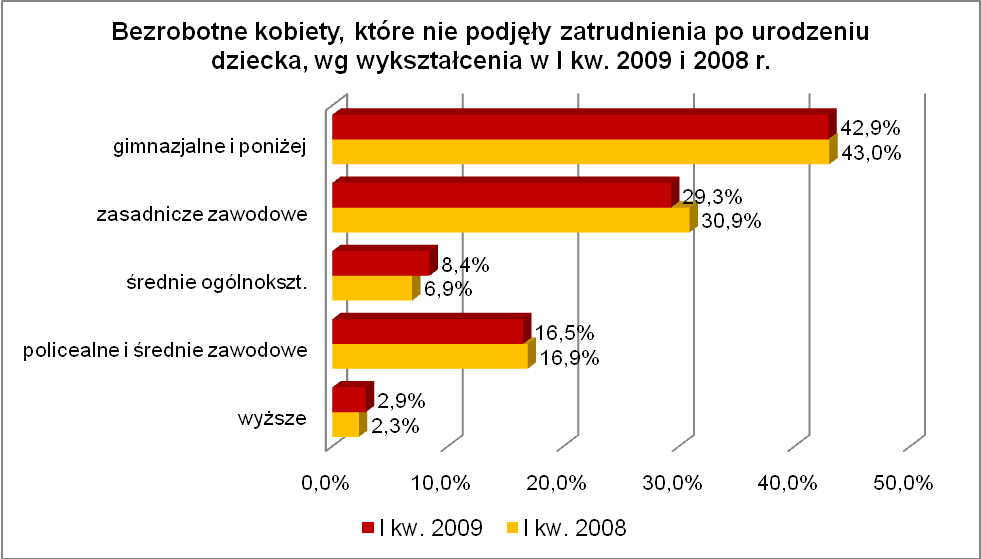 Bezrobotne kobiety, które nie podjęły zatrudnienia po urodzeniu
dziecka, wg wykształcenia w I kw. 2009 i 2008 r.
gimnazjalne i poniżej
42,9%
43,0%
zasadnicze zawodowe
29,3%
30,9%
średnie ogólnokszt.
8,4%
6,9%
policealne i średnie zawodowe
16,5%
16,9%
wyższe
2,9%
2,3%
0,0% 10,0% 20,0% 30,0% 40,0% 50,0%
I kw. 2009 I kw. 2008